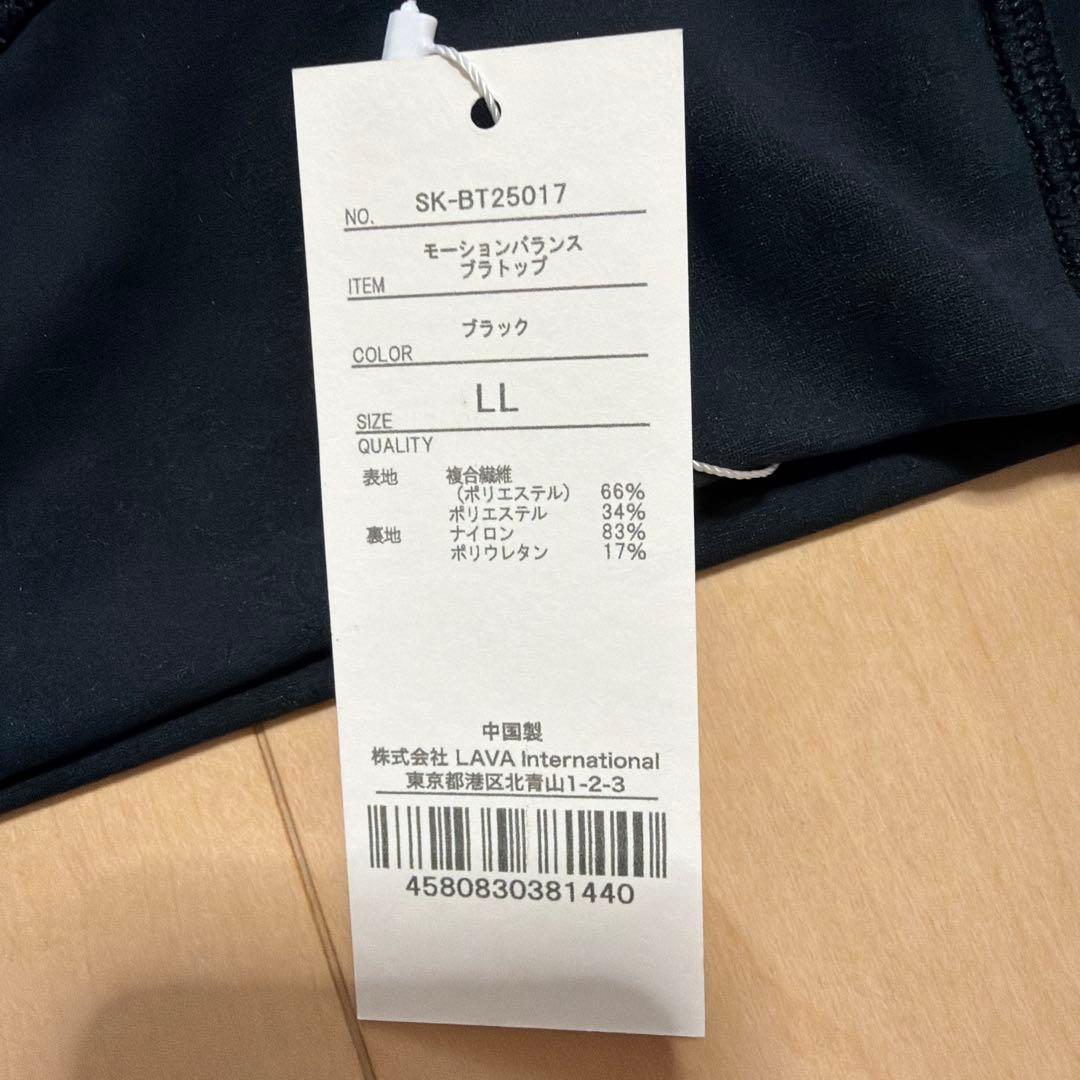 NO. SK-BT25017
モーションバランス
ブラトップ
ITEM
ブラック
COLOR
LL
SIZE
QUALITY
表地 複合繊維
(ポリエステル) 66%
ポリエステル 34%
裏地 ナイロン 83%
ポリウレタン 17%
中国製
株式会社 LAVA International
東京都港区北青山1-2-3
4580830381440